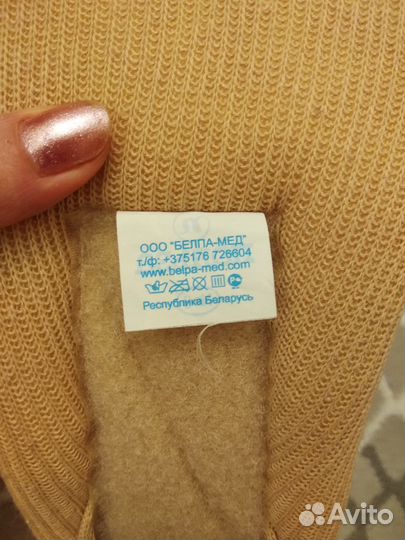 ООО "БЕЛПА-МЕД"
т./ф: +375176 726604
www.belpa-med.com
Республика Беларусь
Avito